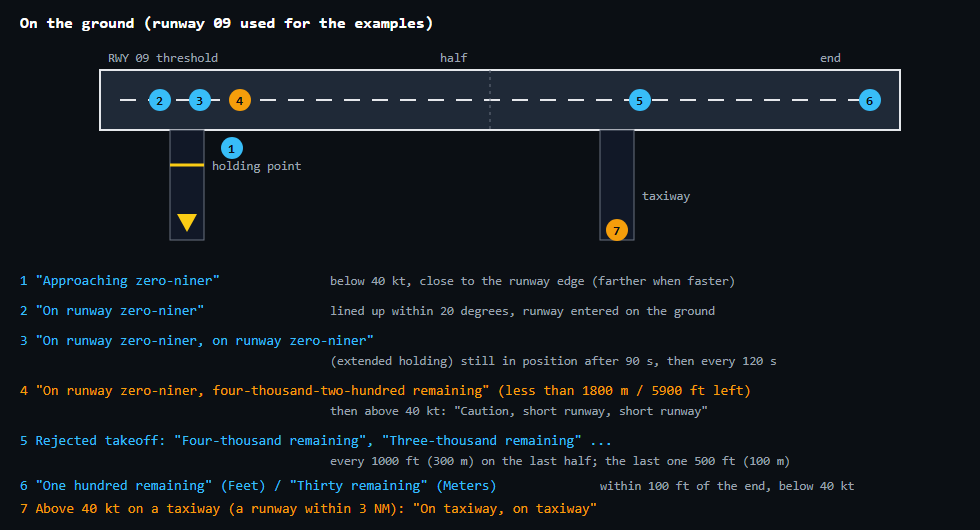 On the ground (runway 09 used for the examples)
RWY 09 threshold half end
2 3 4 5 6
1
holding point
taxiway
7
1 "Approaching zero-niner" below 40 kt, close to the runway edge (farther when faster)
2 "On runway zero-niner" lined up within 20 degrees, runway entered on the ground
3 "On runway zero-niner, on runway zero-niner"
(extended holding) still in position after 90 s, then every 120 s
4 "On runway zero-niner, four-thousand-two-hundred remaining" (less than 1800 m / 5900 ft left)
then above 40 kt: "Caution, short runway, short runway"
5 Rejected takeoff: "Four-thousand remaining", "Three-thousand remaining" ...
every 1000 ft (300 m) on the last half; the last one 500 ft (100 m)
6 "One hundred remaining" (Feet) / "Thirty remaining" (Meters) within 100 ft of the end, below 40 kt
7 Above 40 kt on a taxiway (a runway within 3 NM): "On taxiway, on taxiway"